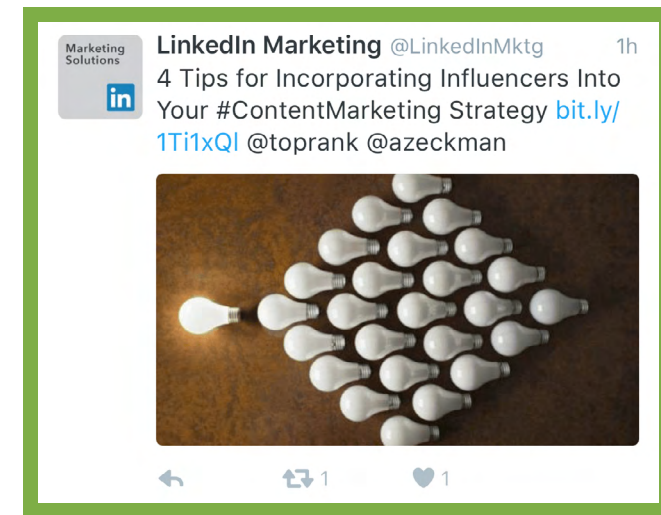 Marketing
Solutions
in
LinkedIn Marketing @LinkedInMktg 1h
4 Tips for Incorporating Influencers Into
Your #ContentMarketing Strategy bit.ly/
1Ti1xQl @toprank @azeckman
1 1